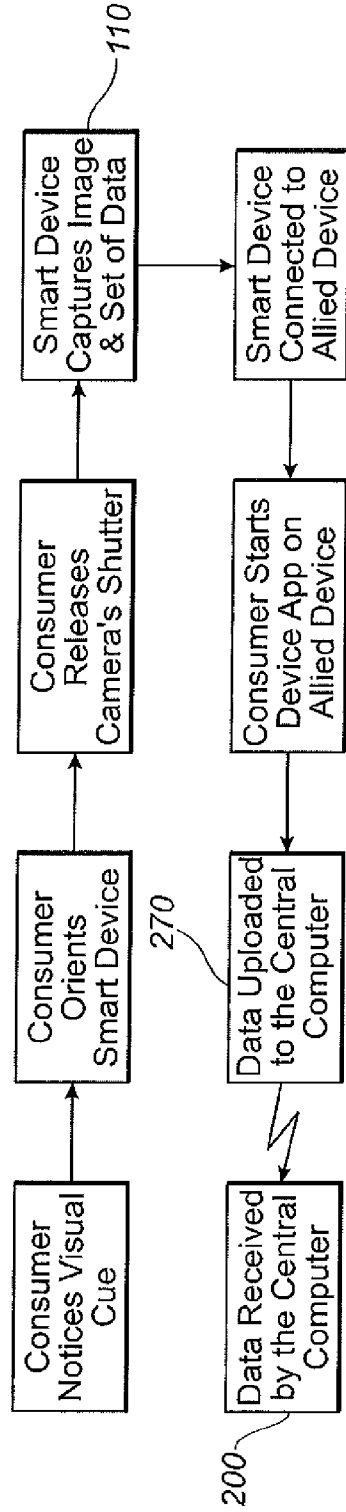 Consumer
Notices Visual
Cue
Consumer
Orients
Smart Device
Consumer
Releases
Camera's Shutter
Smart Device
Captures Image
& Set of Data
110
Smart Device
Connected to
Allied Device
Consumer Starts
Device App on
Allied Device
270
Data Uploaded
to the Central
Computer
Data Received
by the Central
Computer
200